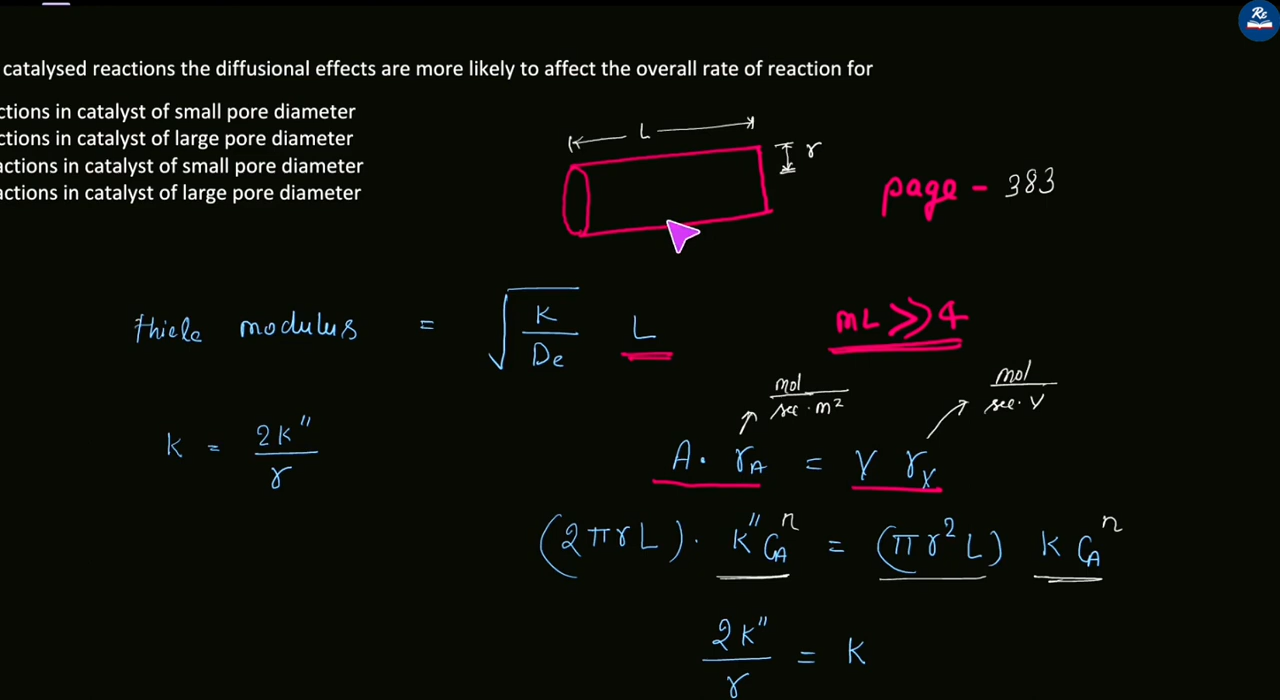 Re
catalysed reactions the diffusional effects are more likely to affect the overall rate of reaction for
ctions in catalyst of small pore diameter
ctions in catalyst of large pore diameter
actions in catalyst of small pore diameter
actions in catalyst of large pore diameter
L
r
page - 383
thiele modulus = √(K/De) L
mL >> 4
mol/sec·m²
mol/sec·V
K = 2K''/r
A· rA = V rV
(2πrL)· K''CAⁿ = (πr²L) K CAⁿ
2K''/r = K